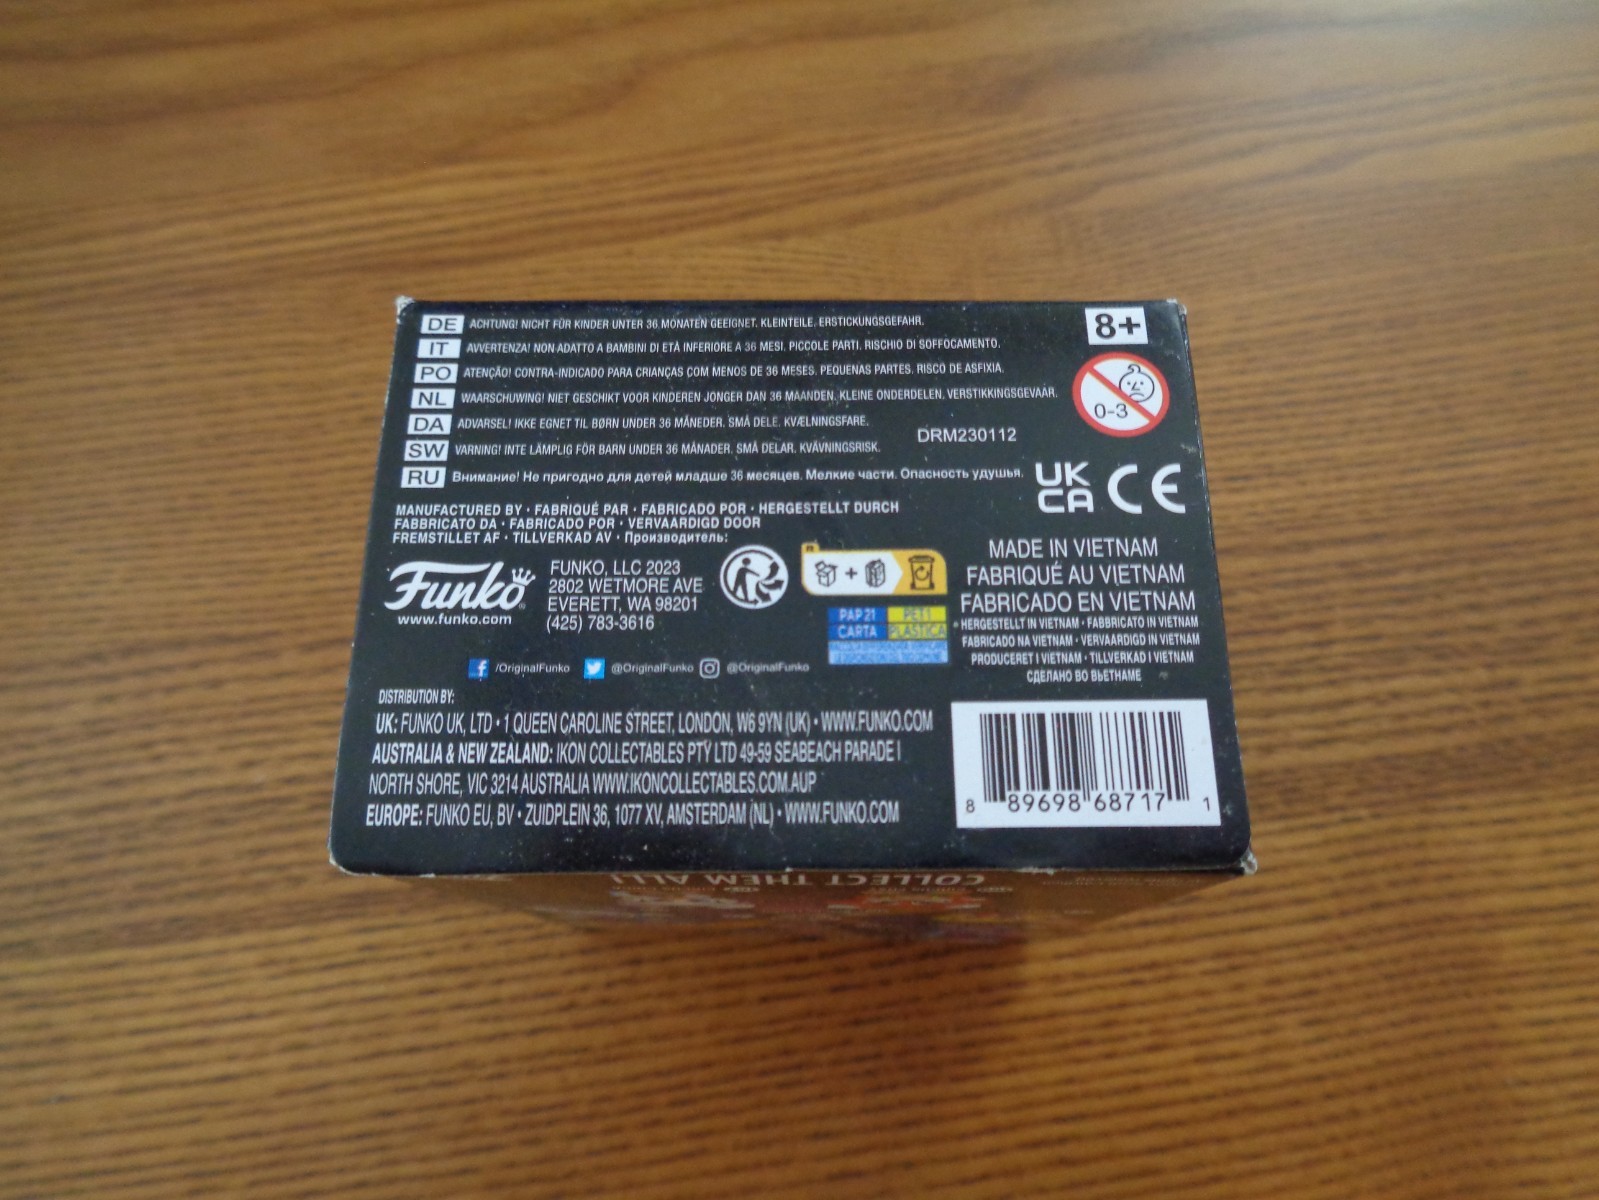 DE ACHTUNG! NICHT FÜR KINDER UNTER 36 MONATEN GEEIGNET. KLEINTEILE. ERSTICKUNGSGEFAHR.
8+
IT AVVERTENZA! NON ADATTO A BAMBINI DI ETÀ INFERIORE A 36 MESI. PICCOLE PARTI. RISCHIO DI SOFFOCAMENTO.
PO ATENÇÃO! CONTRA-INDICADO PARA CRIANÇAS COM MENOS DE 36 MESES. PEQUENAS PARTES. RISCO DE ASFIXIA.
NL WAARSCHUWING! NIET GESCHIKT VOOR KINDEREN JONGER DAN 36 MAANDEN. KLEINE ONDERDELEN. VERSTIKKINGSGEVAAR.
0-3
DA ADVARSEL! IKKE EGNET TIL BØRN UNDER 36 MÅNEDER. SMÅ DELE. KVÆLNINGSFARE.
DRM230112
SW VARNING! INTE LÄMPLIG FÖR BARN UNDER 36 MÅNADER. SMÅ DELAR. KVÄVNINGSRISK.
RU Внимание! Не пригодно для детей младше 36 месяцев. Мелкие части. Опасность удушья.
UK
CA
CE
MANUFACTURED BY • FABRIQUÉ PAR • FABRICADO POR • HERGESTELLT DURCH
FABBRICATO DA • FABRICADO POR • VERVAARDIGD DOOR
FREMSTILLET AF • TILLVERKAD AV • Производитель:
Funko
www.funko.com
FUNKO, LLC 2023
2802 WETMORE AVE
EVERETT, WA 98201
(425) 783-3616
PAP 21 PET1
CARTA PLASTICA
MADE IN VIETNAM
FABRIQUÉ AU VIETNAM
FABRICADO EN VIETNAM
HERGESTELLT IN VIETNAM • FABBRICATO IN VIETNAM
FABRICADO NA VIETNAM • VERVAARDIGD IN VIETNAM
PRODUCERET I VIETNAM • TILLVERKAD I VIETNAM
СДЕЛАНО ВО ВЬЕТНАМЕ
/OriginalFunko @OriginalFunko @OriginalFunko
DISTRIBUTION BY:
UK: FUNKO UK, LTD • 1 QUEEN CAROLINE STREET, LONDON, W6 9YN (UK) • WWW.FUNKO.COM
AUSTRALIA & NEW ZEALAND: IKON COLLECTABLES PTY LTD 49-59 SEABEACH PARADE |
NORTH SHORE, VIC 3214 AUSTRALIA WWW.IKONCOLLECTABLES.COM.AUP
EUROPE: FUNKO EU, BV • ZUIDPLEIN 36, 1077 XV, AMSTERDAM (NL) • WWW.FUNKO.COM
8 89698 68717 1
COLLECT THEM ALL!